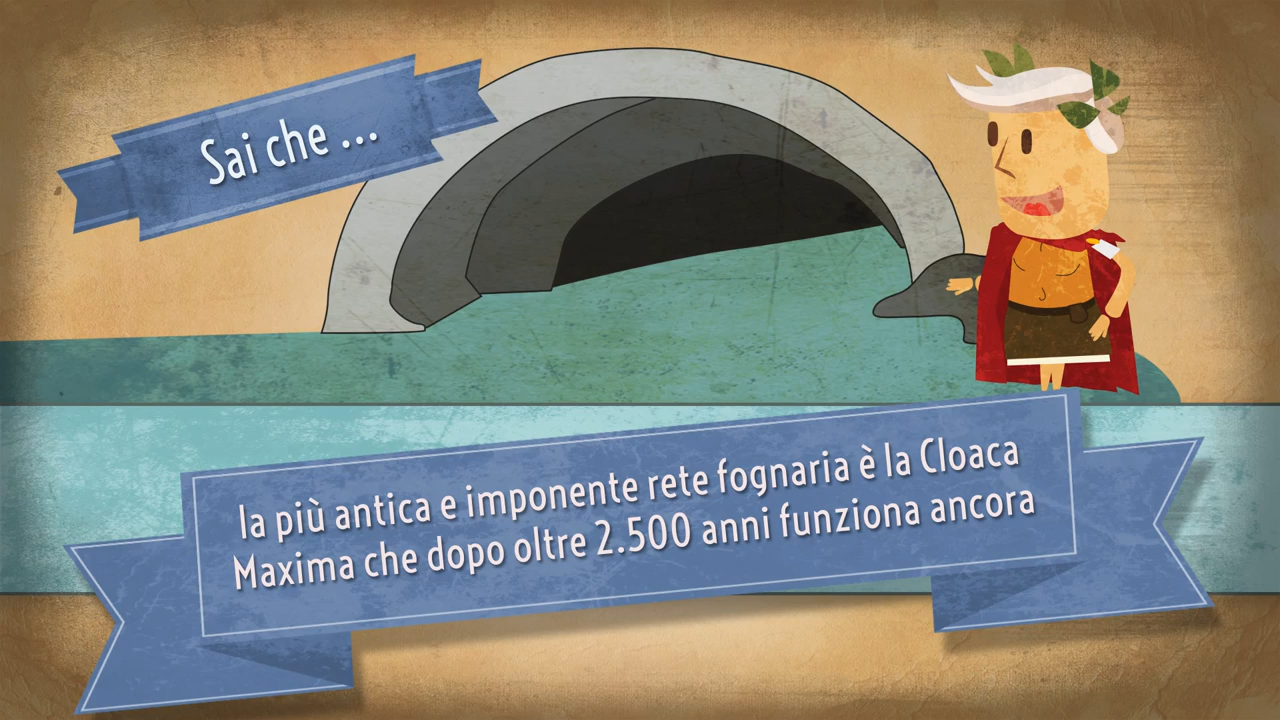 Sai che ...
la più antica e imponente rete fognaria è la Cloaca
Maxima che dopo oltre 2.500 anni funziona ancora